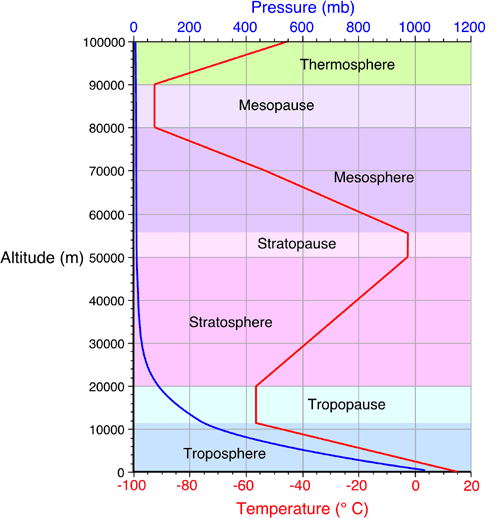 Pressure (mb)
0 200 400 600 800 1000 1200
100000
Thermosphere
90000
Mesopause
80000
70000
Mesosphere
60000
Stratopause
Altitude (m) 50000
40000
Stratosphere
30000
20000
Tropopause
10000
Troposphere
0
-100 -80 -60 -40 -20 0 20
Temperature (° C)